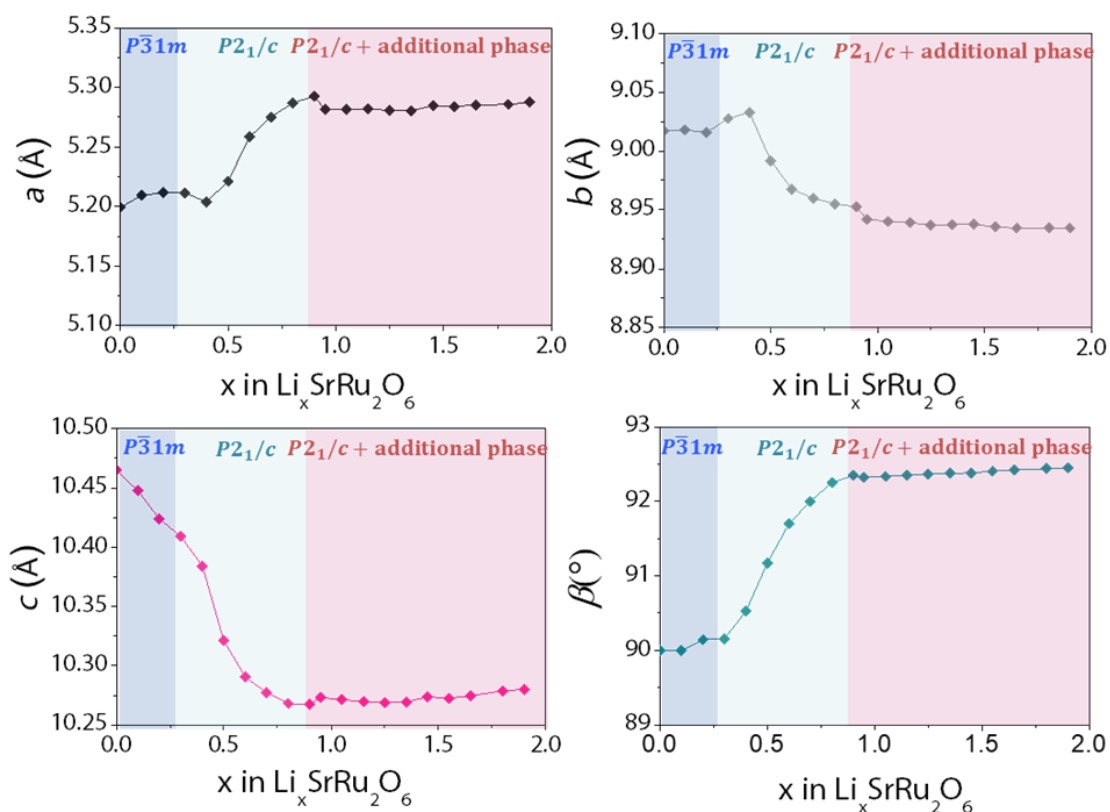 P3̅1m P2₁/c P2₁/c + additional phase
5.35
5.30
5.25
5.20
5.15
5.10
a (Å)
0.0 0.5 1.0 1.5 2.0
x in LiₓSrRu₂O₆
P3̅1m P2₁/c P2₁/c + additional phase
9.10
9.05
9.00
8.95
8.90
8.85
b (Å)
0.0 0.5 1.0 1.5 2.0
x in LiₓSrRu₂O₆
P3̅1m P2₁/c P2₁/c + additional phase
10.50
10.45
10.40
10.35
10.30
10.25
c (Å)
0.0 0.5 1.0 1.5 2.0
x in LiₓSrRu₂O₆
P3̅1m P2₁/c P2₁/c + additional phase
93
92
91
90
89
β(°)
0.0 0.5 1.0 1.5 2.0
x in LiₓSrRu₂O₆